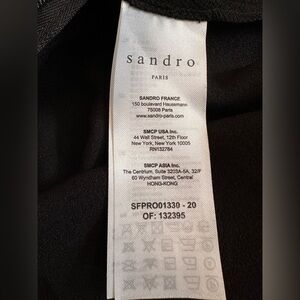 sandro
PARIS
SANDRO FRANCE
150 boulevard Haussmann
75008 Paris
www.sandro-paris.com
SMCP USA Inc.
44 Wall Street, 12th Floor
New York, New York 10005
RN132784
SMCP ASIA Inc.
The Centrium, Suite 3203A-5A, 32/F
60 Wyndham Street, Central
HONG-KONG
SFPRO01330 - 20
OF: 132395